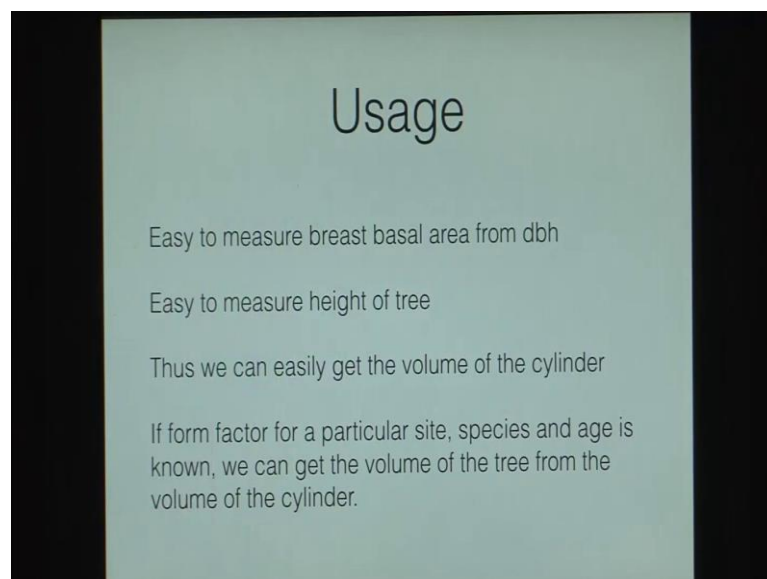 Usage
Easy to measure breast basal area from dbh
Easy to measure height of tree
Thus we can easily get the volume of the cylinder
If form factor for a particular site, species and age is
known, we can get the volume of the tree from the
volume of the cylinder.